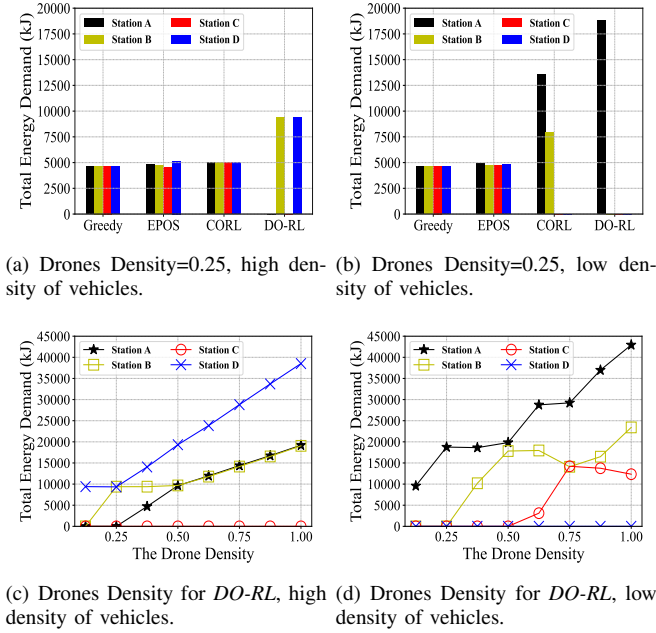 Total Energy Demand (kJ)
20000
17500
15000
12500
10000
7500
5000
2500
0
Station A
Station B
Station C
Station D
Greedy EPOS CORL DO-RL
(a) Drones Density=0.25, high den-
sity of vehicles.
Total Energy Demand (kJ)
20000
17500
15000
12500
10000
7500
5000
2500
0
Station A
Station B
Station C
Station D
Greedy EPOS CORL DO-RL
(b) Drones Density=0.25, low den-
sity of vehicles.
Total Energy Demand (kJ)
45000
40000
35000
30000
25000
20000
15000
10000
5000
0
Station A
Station B
Station C
Station D
0.25 0.50 0.75 1.00
The Drone Density
(c) Drones Density for DO-RL, high
density of vehicles.
Total Energy Demand (kJ)
45000
40000
35000
30000
25000
20000
15000
10000
5000
0
Station A
Station B
Station C
Station D
0.25 0.50 0.75 1.00
The Drone Density
(d) Drones Density for DO-RL, low
density of vehicles.